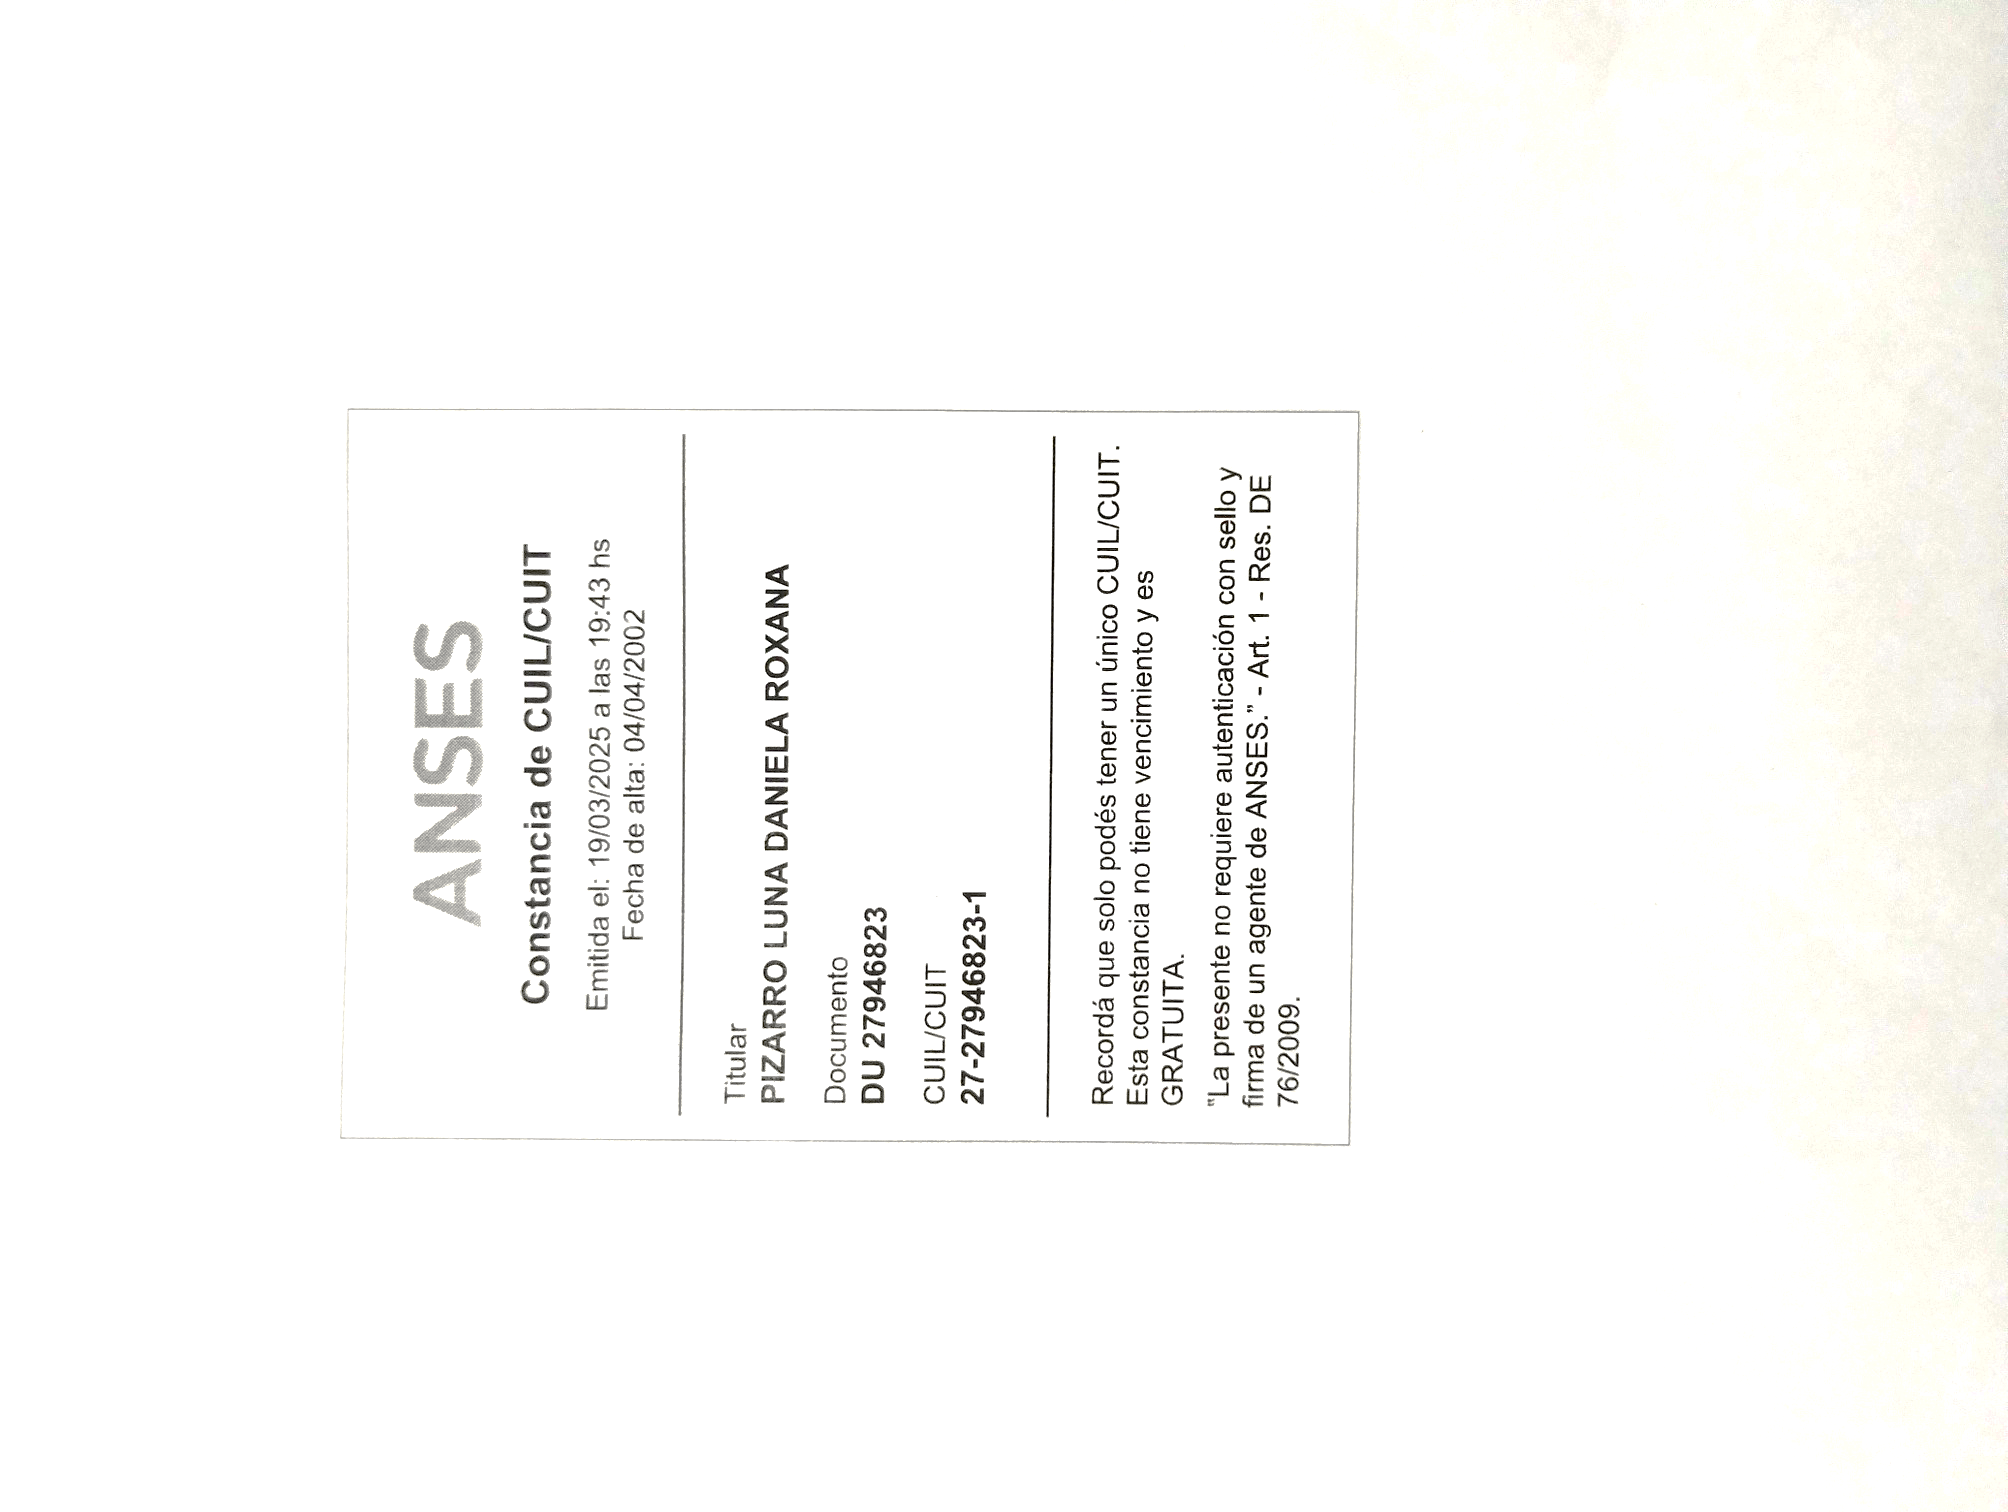 ANSES
Constancia de CUIL/CUIT
Emitida el: 19/03/2025 a las 19:43 hs
Fecha de alta: 04/04/2002
Titular
PIZARRO LUNA DANIELA ROXANA
Documento
DU 27946823
CUIL/CUIT
27-27946823-1
Recordá que solo podés tener un único CUIL/CUIT.
Esta constancia no tiene vencimiento y es
GRATUITA.
"La presente no requiere autenticación con sello y
firma de un agente de ANSES.” - Art. 1 - Res. DE
76/2009.